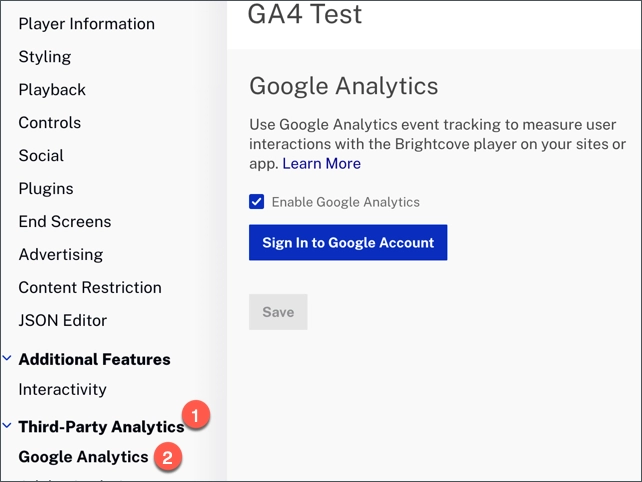 Player Information
Styling
Playback
Controls
Social
Plugins
End Screens
Advertising
Content Restriction
JSON Editor
Additional Features
Interactivity
Third-Party Analytics
1
Google Analytics
2
GA4 Test
Google Analytics
Use Google Analytics event tracking to measure user
interactions with the Brightcove player on your sites or
app. Learn More
Enable Google Analytics
Sign In to Google Account
Save